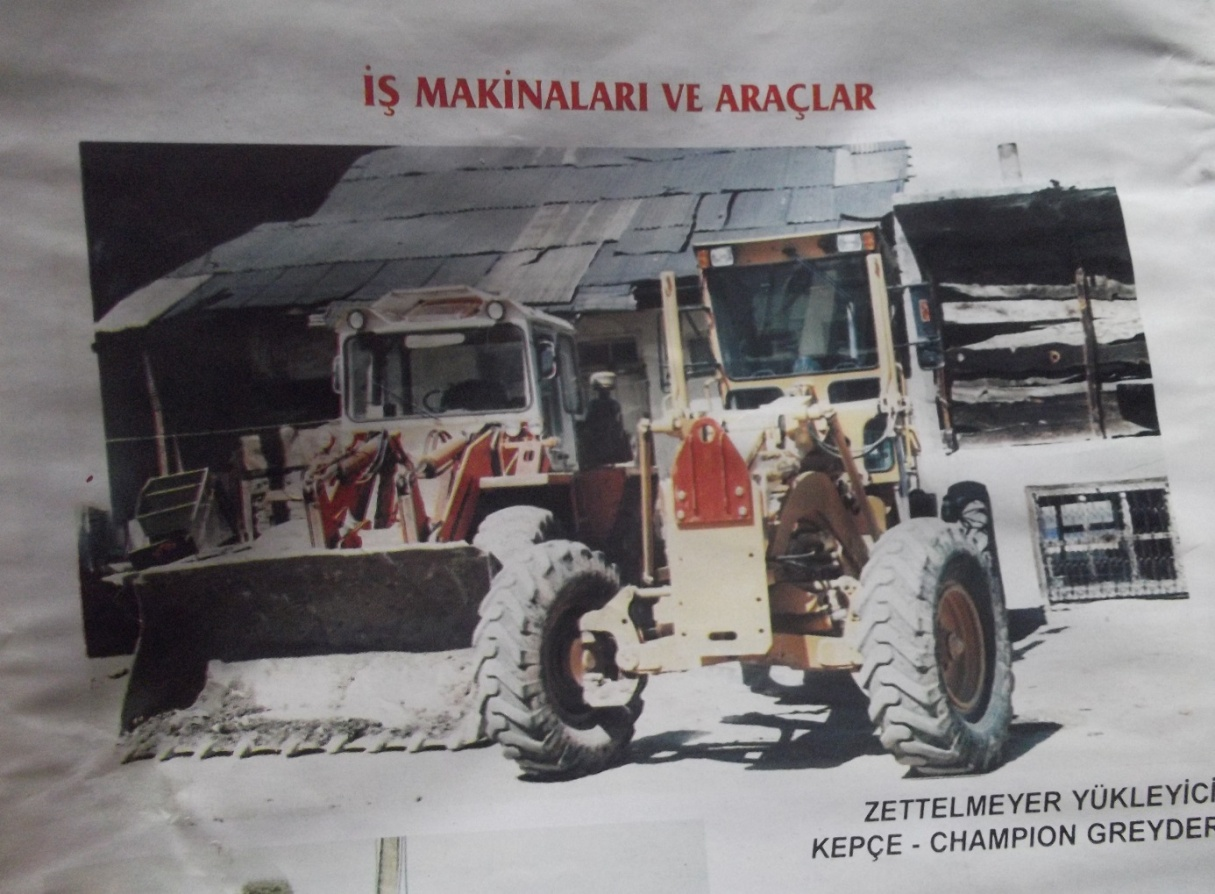 İŞ MAKİNALARI VE ARAÇLAR
ZETTELMEYER YÜKLEYİCİ
KEPÇE - CHAMPION GREYDER